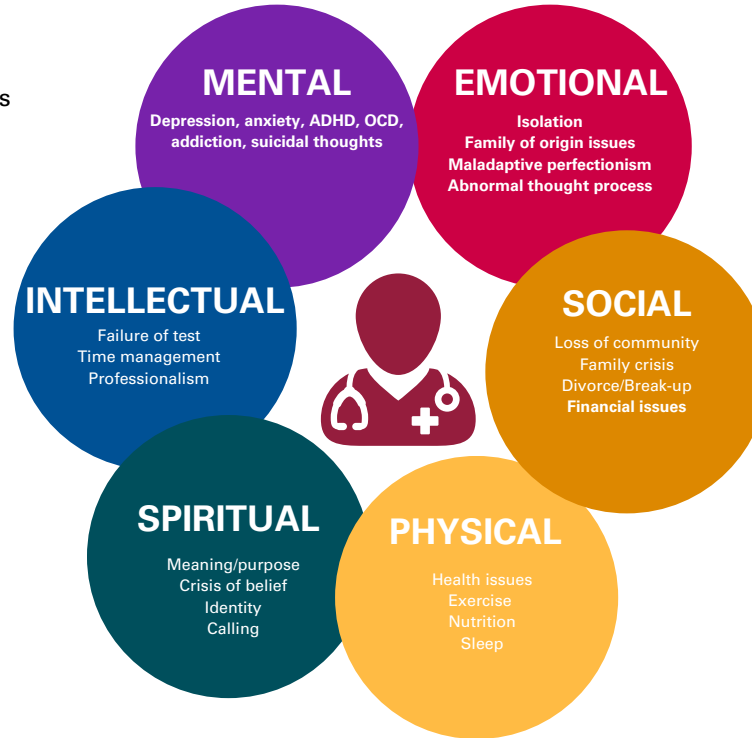 s
MENTAL
Depression, anxiety, ADHD, OCD,
addiction, suicidal thoughts
EMOTIONAL
Isolation
Family of origin issues
Maladaptive perfectionism
Abnormal thought process
INTELLECTUAL
Failure of test
Time management
Professionalism
SOCIAL
Loss of community
Family crisis
Divorce/Break-up
Financial issues
SPIRITUAL
Meaning/purpose
Crisis of belief
Identity
Calling
PHYSICAL
Health issues
Exercise
Nutrition
Sleep